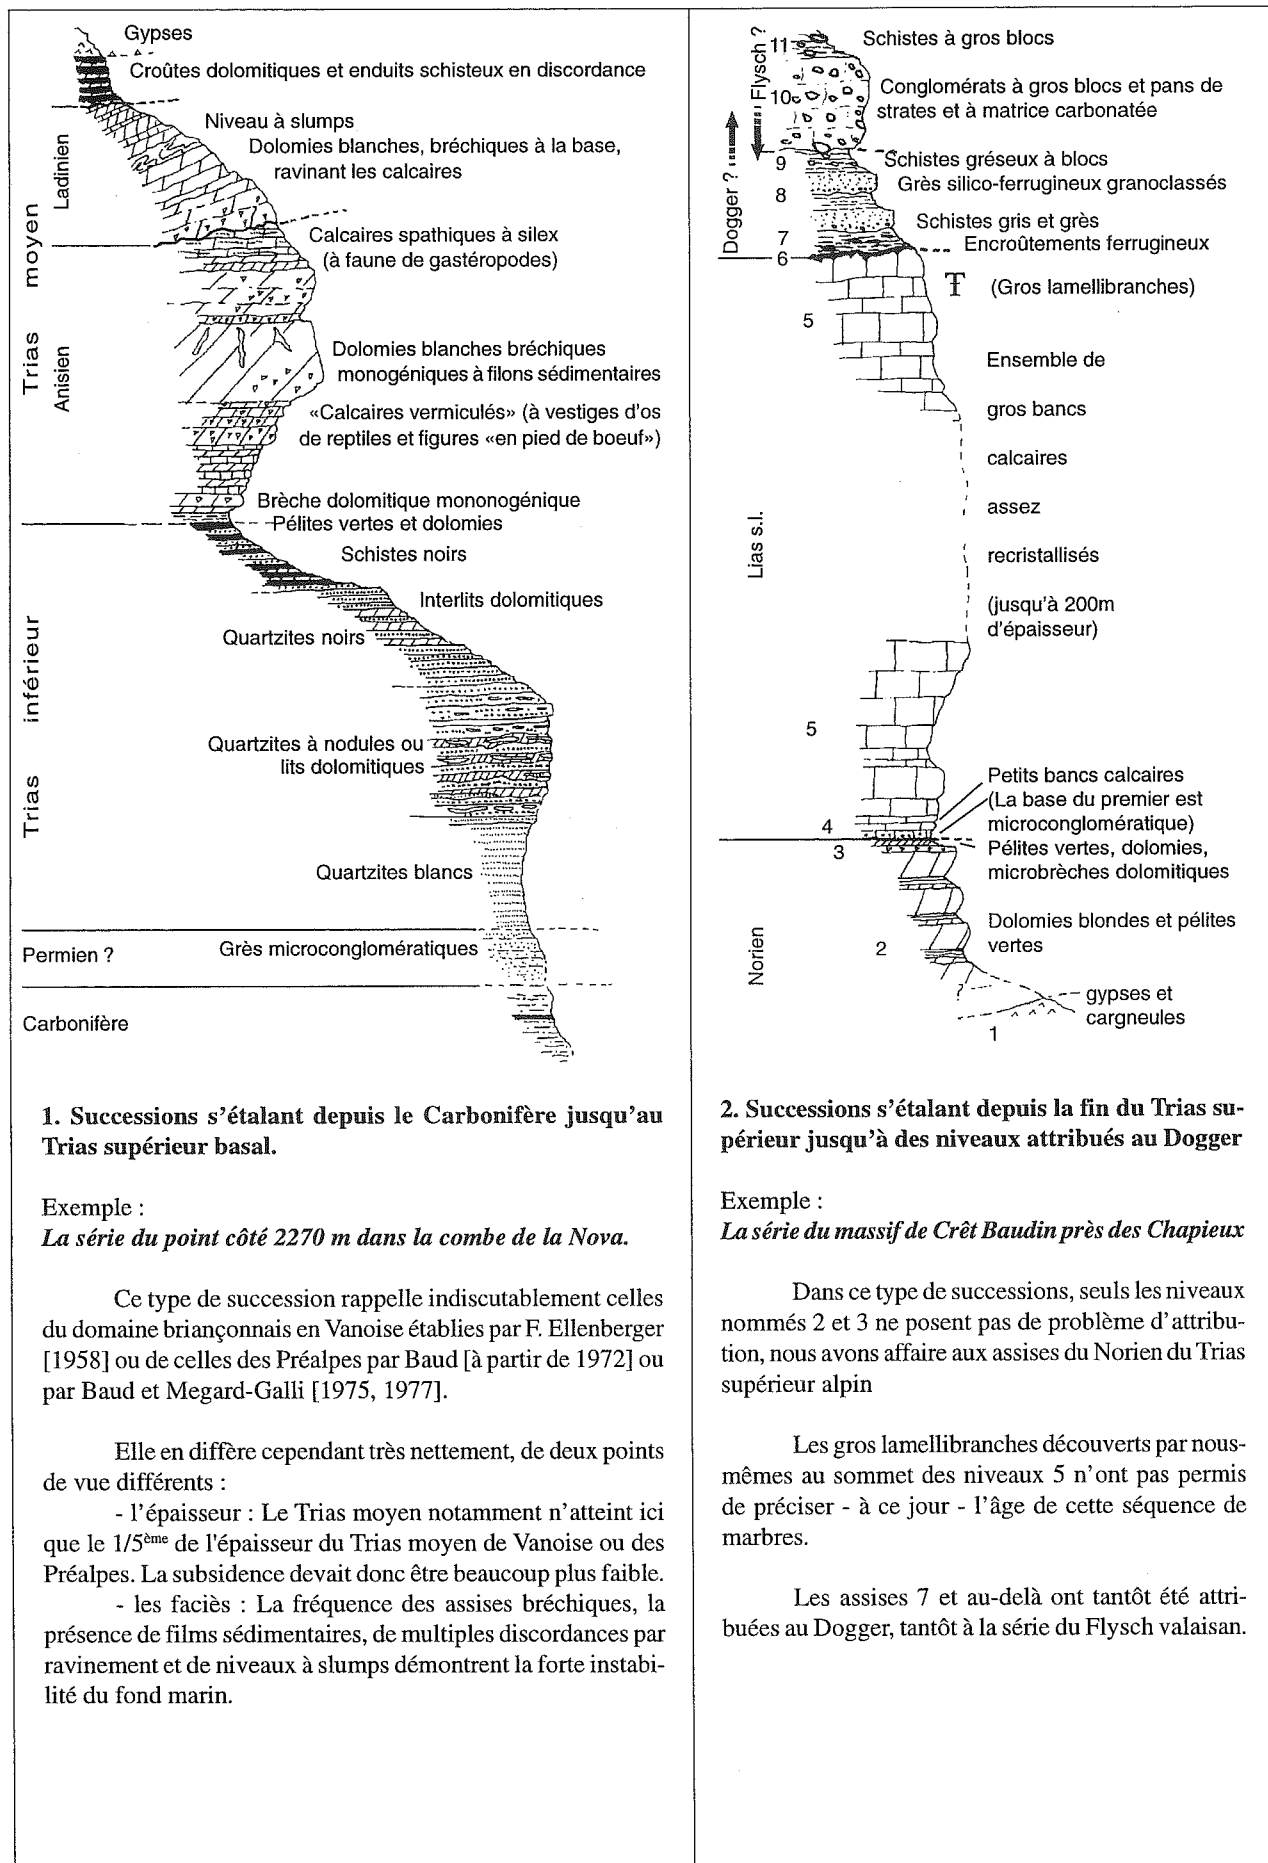 Gypses
Croûtes dolomitiques et enduits schisteux en discordance
Niveau à slumps
Dolomies blanches, bréchiques à la base,
ravinant les calcaires
Ladinien
Calcaires spathiques à silex
(à faune de gastéropodes)
Trias moyen
Anisien
Dolomies blanches bréchiques
monogéniques à filons sédimentaires
«Calcaires vermiculés» (à vestiges d'os
de reptiles et figures «en pied de boeuf»)
Brèche dolomitique mononogénique
Pélites vertes et dolomies
Schistes noirs
Interlits dolomitiques
Quartzites noirs
Trias inférieur
Quartzites à nodules ou
lits dolomitiques
Quartzites blancs
Permien ?
Grès microconglomératiques
Carbonifère
1. Successions s'étalant depuis le Carbonifère jusqu'au
Trias supérieur basal.
Exemple :
La série du point côté 2270 m dans la combe de la Nova.
Ce type de succession rappelle indiscutablement celles
du domaine briançonnais en Vanoise établies par F. Ellenberger
[1958] ou de celles des Préalpes par Baud [à partir de 1972] ou
par Baud et Megard-Galli [1975, 1977].
Elle en diffère cependant très nettement, de deux points
de vue différents :
- l'épaisseur : Le Trias moyen notamment n'atteint ici
que le 1/5ème de l'épaisseur du Trias moyen de Vanoise ou des
Préalpes. La subsidence devait donc être beaucoup plus faible.
- les faciès : La fréquence des assises bréchiques, la
présence de films sédimentaires, de multiples discordances par
ravinement et de niveaux à slumps démontrent la forte instabi-
lité du fond marin.
Flysch ?
Dogger ?
11
Schistes à gros blocs
10
Conglomérats à gros blocs et pans de
strates et à matrice carbonatée
9
Schistes gréseux à blocs
Grès silico-ferrugineux granoclassés
8
Schistes gris et grès
7
Encroûtements ferrugineux
6
(Gros lamellibranches)
5
Ensemble de
gros bancs
calcaires
assez
recristallisés
(jusqu'à 200m
d'épaisseur)
Lias s.l.
5
Petits bancs calcaires
(La base du premier est
microconglomératique)
4
3
Pélites vertes, dolomies,
microbrèches dolomitiques
Dolomies blondes et pélites
vertes
2
Norien
?
gypses et
cargneules
1
2. Successions s'étalant depuis la fin du Trias su-
périeur jusqu'à des niveaux attribués au Dogger
Exemple :
La série du massif de Crêt Baudin près des Chapieux
Dans ce type de successions, seuls les niveaux
nommés 2 et 3 ne posent pas de problème d'attribu-
tion, nous avons affaire aux assises du Norien du Trias
supérieur alpin
Les gros lamellibranches découverts par nous-
mêmes au sommet des niveaux 5 n'ont pas permis
de préciser - à ce jour - l'âge de cette séquence de
marbres.
Les assises 7 et au-delà ont tantôt été attri-
buées au Dogger, tantôt à la série du Flysch valaisan.